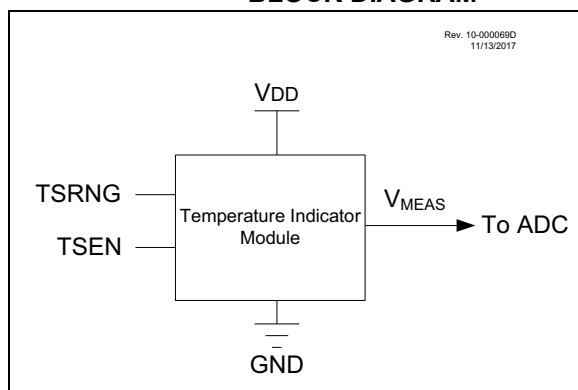 BLOCK DIAGRAM
Rev. 10-000069D
11/13/2017
VDD
TSRNG
TSEN
Temperature Indicator
Module
VMEAS
To ADC
GND